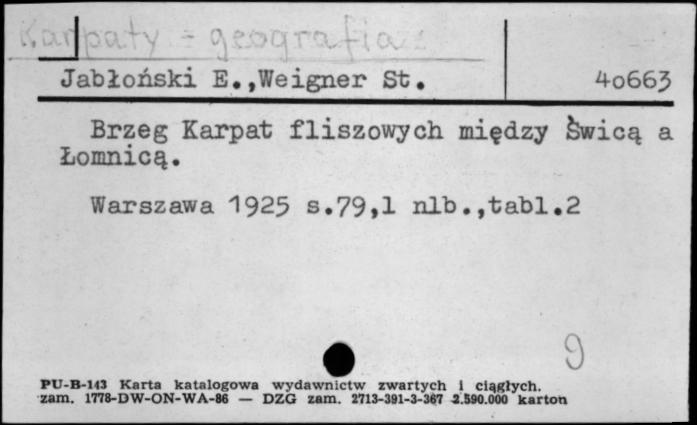 Karpaty - geografia
Jabłoński E.,Weigner St.
40663
Brzeg Karpat fliszowych między Świcą a
Łomnicą.
Warszawa 1925 s.79,1 nlb.,tabl.2
9
PU-B-143 Karta katalogowa wydawnictw zwartych i ciągłych.
zam. 1778-DW-ON-WA-86 — DZG zam. 2713-391-3-367 2.590.000 karton